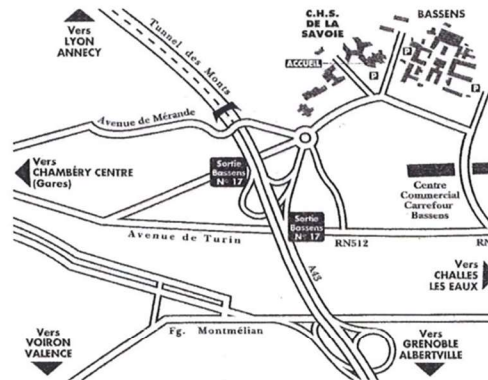 Vers
LYON
ANNECY
Tunnel des Monts
C.H.S.
DE LA
SAVOIE
BASSENS
ACCUEIL
P
P
P
Avenue de Mérande
Vers
CHAMBÉRY CENTRE
(Gares)
Sortie
Bassens
N° 17
Sortie
Bassens
N° 17
Centre
Commercial
Carrefour
Bassens
Avenue de Turin
RN512
RN
A43
Vers
CHALLES
LES EAUX
Vers
VOIRON
VALENCE
Fg. Montmélian
Vers
GRENOBLE
ALBERTVILLE